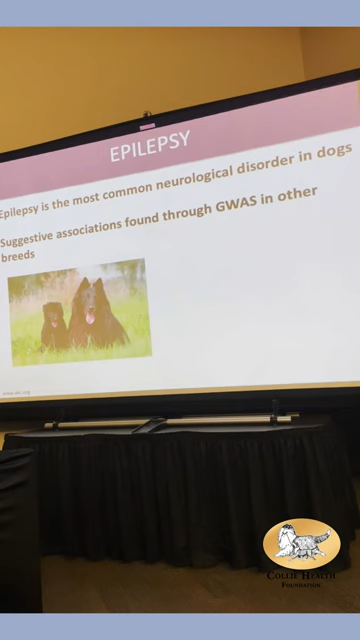 EPILEPSY
Epilepsy is the most common neurological disorder in dogs
Suggestive associations found through GWAS in other
breeds
COLLIE HEALTH
FOUNDATION